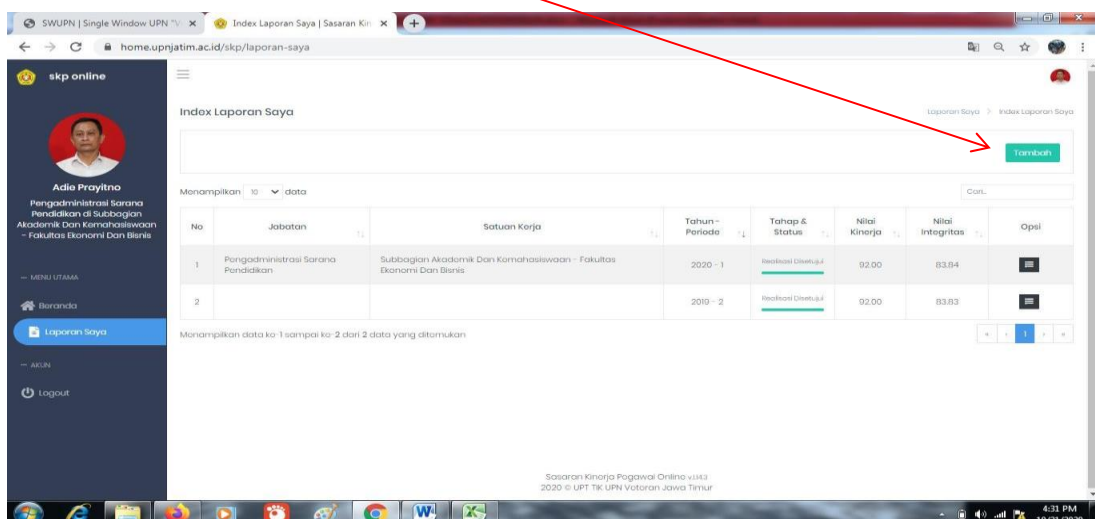 SWUPN | Single Window UPN "V
Index Laporan Saya | Sasaran Kin
home.upnjatim.ac.id/skp/laporan-saya
skp online
Index Laporan Saya
Laporan Saya > Index Laporan Saya
Tambah
Adie Prayitno
Pengadministrasi Sarana
Pendidikan di Subbagian
Akademik Dan Kemahasiswaan
- Fakultas Ekonomi Dan Bisnis
Menampilkan 10 data
Cari..
No Jabatan Satuan Kerja Tahun - Periode Tahap & Status Nilai Kinerja Nilai Integritas Opsi
1 Pengadministrasi Sarana Pendidikan Subbagian Akademik Dan Kemahasiswaan - Fakultas Ekonomi Dan Bisnis 2020 - 1 Realisasi Disetujui 92.00 83.84
2 2019 - 2 Realisasi Disetujui 92.00 83.83
Menampilkan data ke-1 sampai ke-2 dari 2 data yang ditemukan
« ‹ 1 › »
— MENU UTAMA
Beranda
Laporan Saya
— AKUN
Logout
Sasaran Kinerja Pegawai Online
2020 © UPT TIK UPN Veteran Jawa Timur
4:31 PM